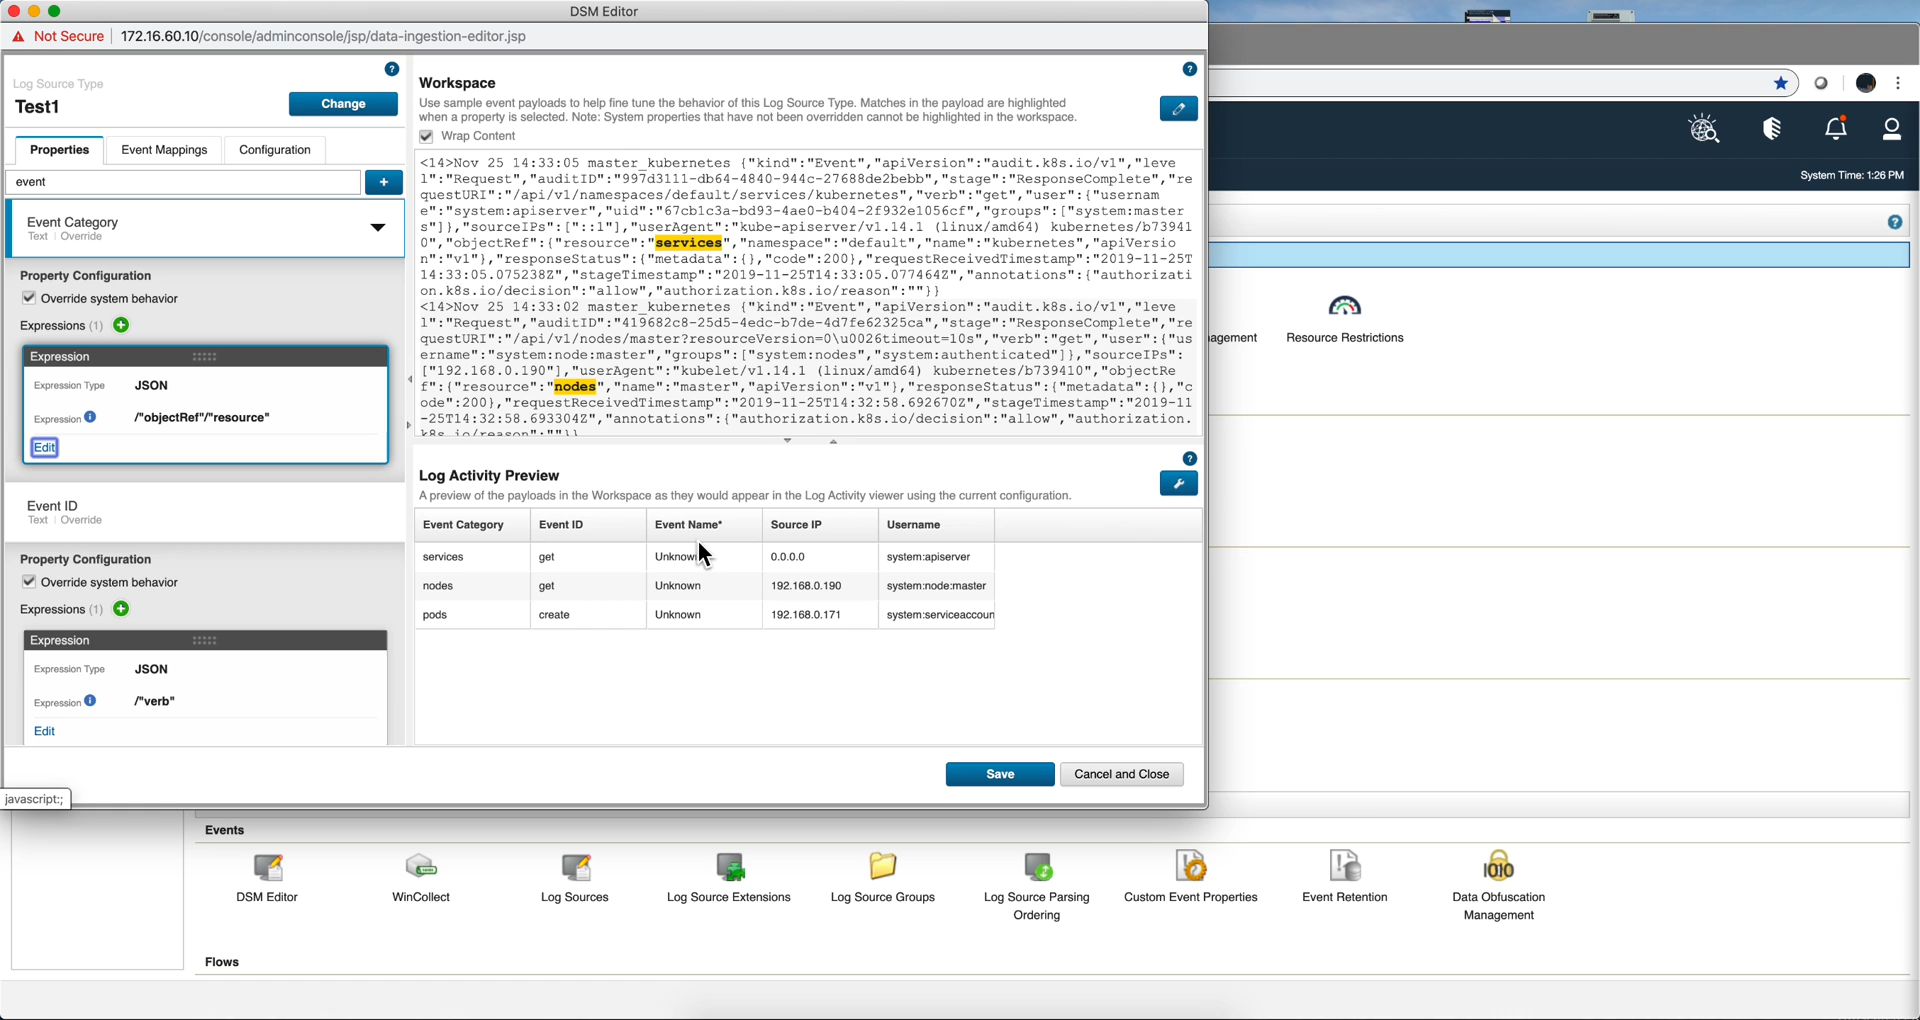 DSM Editor
Not Secure | 172.16.60.10/console/adminconsole/jsp/data-ingestion-editor.jsp
Log Source Type
Test1
Change
Properties
Event Mappings
Configuration
event
+
Event Category
Text | Override
Property Configuration
Override system behavior
Expressions (1)
Expression
Expression Type JSON
Expression /"objectRef"/"resource"
Edit
Event ID
Text | Override
Property Configuration
Override system behavior
Expressions (1)
Expression
Expression Type JSON
Expression /"verb"
Edit
Workspace
Use sample event payloads to help fine tune the behavior of this Log Source Type. Matches in the payload are highlighted
when a property is selected. Note: System properties that have not been overridden cannot be highlighted in the workspace.
Wrap Content
<14>Nov 25 14:33:05 master_kubernetes {"kind":"Event","apiVersion":"audit.k8s.io/v1","leve
l":"Request","auditID":"997d3111-db64-4840-944c-27688de2bebb","stage":"ResponseComplete","re
questURI":"/api/v1/namespaces/default/services/kubernetes","verb":"get","user":{"usernam
e":"system:apiserver","uid":"67cb1c3a-bd93-4ae0-b404-2f932e1056cf","groups":["system:master
s"]},"sourceIPs":["::1"],"userAgent":"kube-apiserver/v1.14.1 (linux/amd64) kubernetes/b73941
0","objectRef":{"resource":"services","namespace":"default","name":"kubernetes","apiVersio
n":"v1"},"responseStatus":{"metadata":{},"code":200},"requestReceivedTimestamp":"2019-11-25T
14:33:05.075238Z","stageTimestamp":"2019-11-25T14:33:05.077464Z","annotations":{"authorizati
on.k8s.io/decision":"allow","authorization.k8s.io/reason":""}}
<14>Nov 25 14:33:02 master_kubernetes {"kind":"Event","apiVersion":"audit.k8s.io/v1","leve
l":"Request","auditID":"419682c8-25d5-4edc-b7de-4d7fe62325ca","stage":"ResponseComplete","re
questURI":"/api/v1/nodes/master?resourceVersion=0\u0026timeout=10s","verb":"get","user":{"us
ername":"system:node:master","groups":["system:nodes","system:authenticated"]},"sourceIPs":
["192.168.0.190"],"userAgent":"kubelet/v1.14.1 (linux/amd64) kubernetes/b739410","objectRe
f":{"resource":"nodes","name":"master","apiVersion":"v1"},"responseStatus":{"metadata":{},"c
ode":200},"requestReceivedTimestamp":"2019-11-25T14:32:58.692670Z","stageTimestamp":"2019-11
-25T14:32:58.693304Z","annotations":{"authorization.k8s.io/decision":"allow","authorization.
k8s.io/reason":""}}
Log Activity Preview
A preview of the payloads in the Workspace as they would appear in the Log Activity viewer using the current configuration.
Event Category Event ID Event Name* Source IP Username
services get Unknown 0.0.0.0 system:apiserver
nodes get Unknown 192.168.0.190 system:node:master
pods create Unknown 192.168.0.171 system:serviceaccoun
Save
Cancel and Close
javascript:;
System Time: 1:26 PM
agement
Resource Restrictions
Events
DSM Editor
WinCollect
Log Sources
Log Source Extensions
Log Source Groups
Log Source Parsing
Ordering
Custom Event Properties
Event Retention
Data Obfuscation
Management
Flows